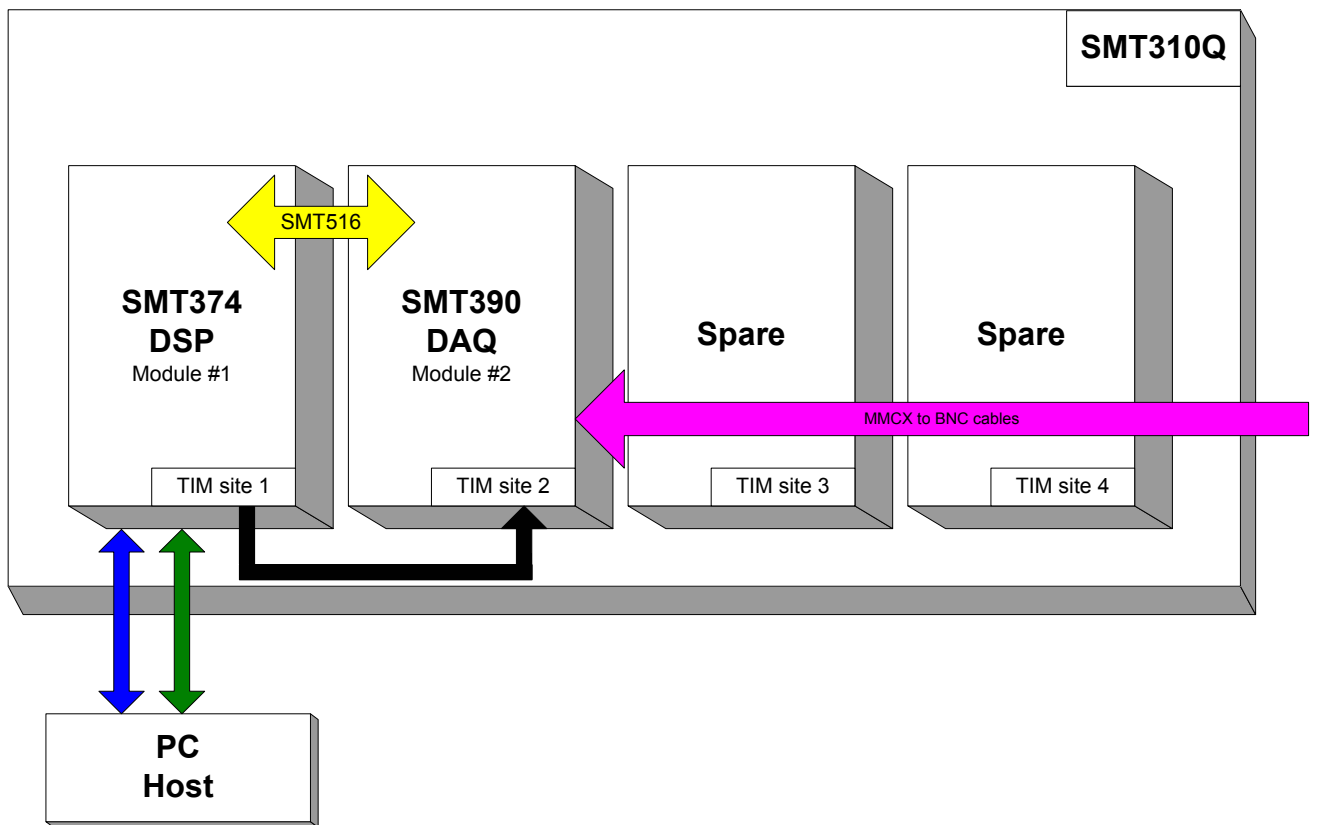 SMT310Q
SMT516
SMT374
DSP
Module #1
SMT390
DAQ
Module #2
Spare
Spare
MMCX to BNC cables
TIM site 1
TIM site 2
TIM site 3
TIM site 4
PC
Host